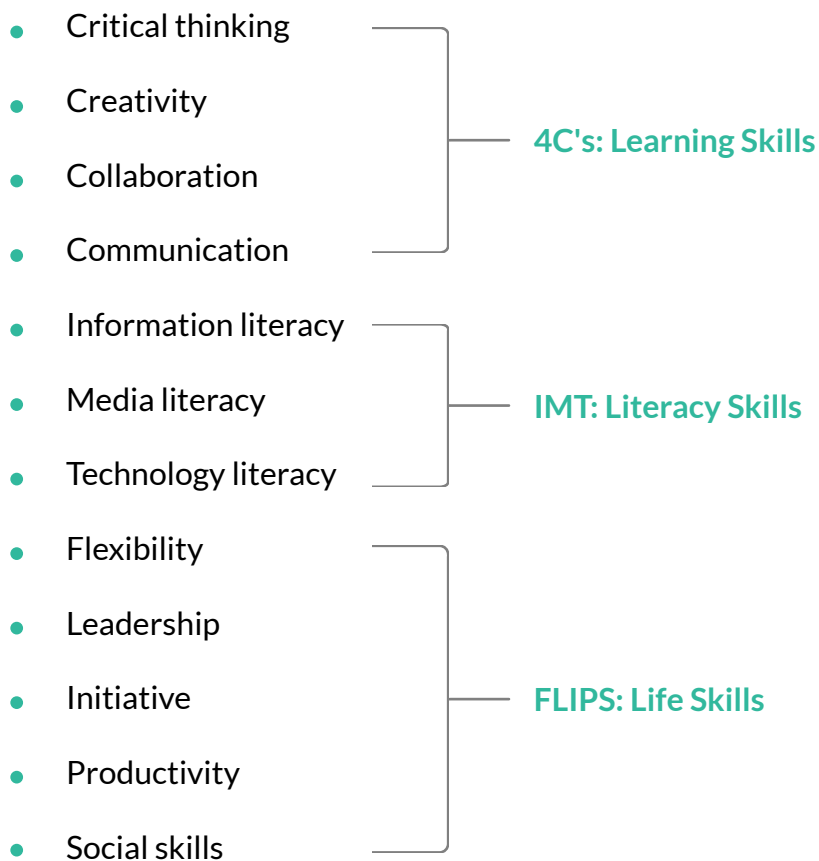 Critical thinking
Creativity
Collaboration
Communication
4C's: Learning Skills
Information literacy
Media literacy
Technology literacy
IMT: Literacy Skills
Flexibility
Leadership
Initiative
Productivity
Social skills
FLIPS: Life Skills